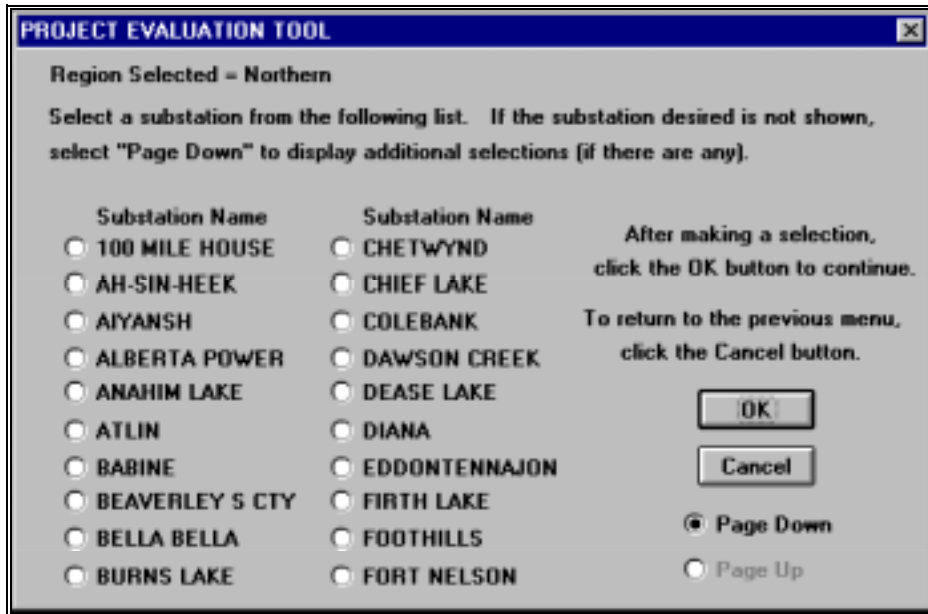 PROJECT EVALUATION TOOL
Region Selected = Northern
Select a substation from the following list. If the substation desired is not shown,
select "Page Down" to display additional selections (if there are any).
Substation Name
100 MILE HOUSE
AH-SIN-HEEK
AIYANSH
ALBERTA POWER
ANAHIM LAKE
ATLIN
BABINE
BEAVERLEY S CTY
BELLA BELLA
BURNS LAKE
Substation Name
CHETWYND
CHIEF LAKE
COLEBANK
DAWSON CREEK
DEASE LAKE
DIANA
EDDONTENNAJON
FIRTH LAKE
FOOTHILLS
FORT NELSON
After making a selection,
click the OK button to continue.
To return to the previous menu,
click the Cancel button.
OK
Cancel
Page Down
Page Up